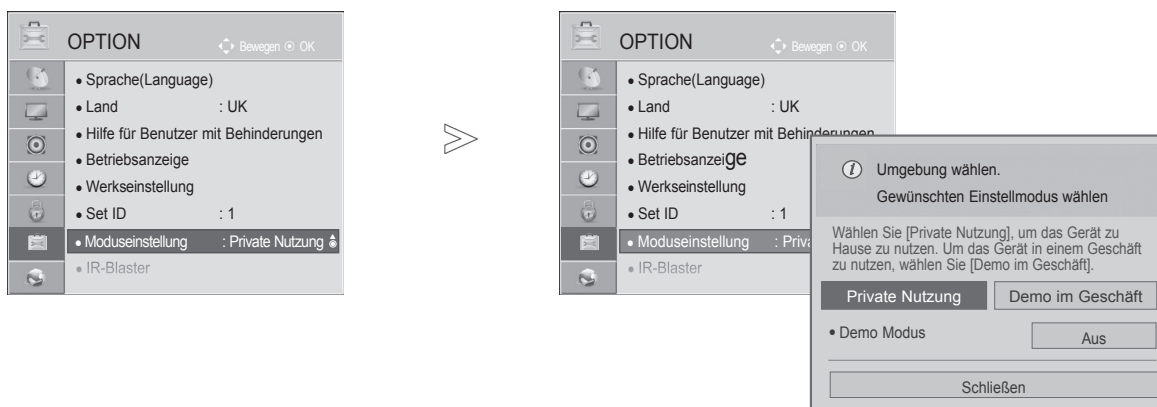 OPTION
Bewegen OK
• Sprache(Language)
• Land : UK
• Hilfe für Benutzer mit Behinderungen
• Betriebsanzeige
• Werkseinstellung
• Set ID : 1
• Moduseinstellung : Private Nutzung
• IR-Blaster
OPTION
Bewegen OK
• Sprache(Language)
• Land : UK
• Hilfe für Benutzer mit Behinderungen
• Betriebsanzeige
• Werkseinstellung
• Set ID : 1
• Moduseinstellung : Priva
• IR-Blaster
i Umgebung wählen.
Gewünschten Einstellmodus wählen
Wählen Sie [Private Nutzung], um das Gerät zu
Hause zu nutzen. Um das Gerät in einem Geschäft
zu nutzen, wählen Sie [Demo im Geschäft].
Private Nutzung Demo im Geschäft
• Demo Modus Aus
Schließen